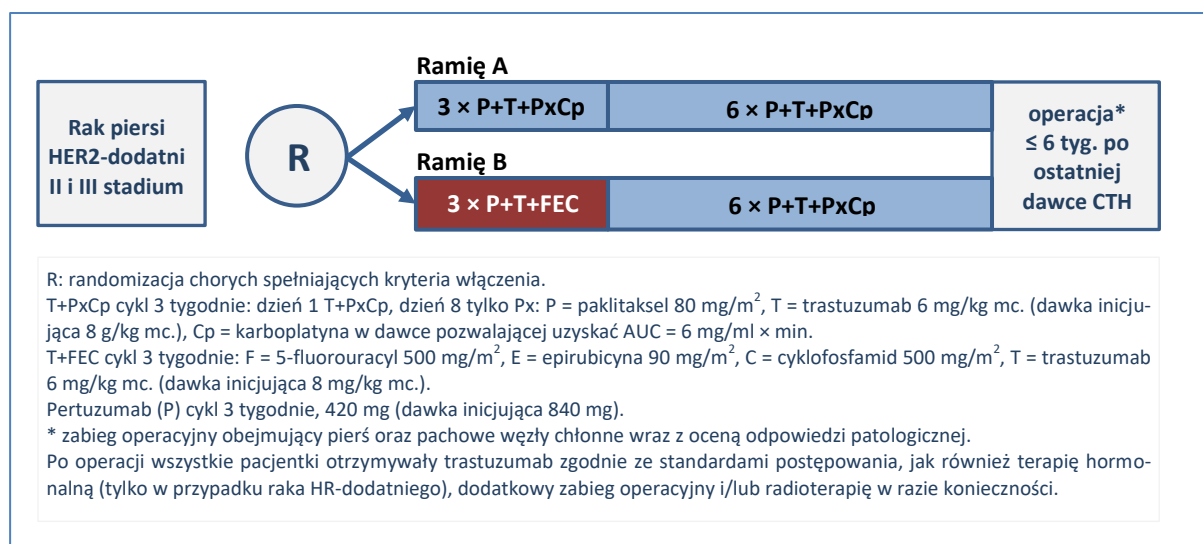 Ramię A
3 × P+T+PxCp
6 × P+T+PxCp
Rak piersi
HER2-dodatni
II i III stadium
R
operacja*
≤ 6 tyg. po
ostatniej
dawce CTH
Ramię B
3 × P+T+FEC
6 × P+T+PxCp
R: randomizacja chorych spełniających kryteria włączenia.
T+PxCp cykl 3 tygodnie: dzień 1 T+PxCp, dzień 8 tylko Px: P = paklitaksel 80 mg/m², T = trastuzumab 6 mg/kg mc. (dawka inicju-
jąca 8 g/kg mc.), Cp = karboplatyna w dawce pozwalającej uzyskać AUC = 6 mg/ml × min.
T+FEC cykl 3 tygodnie: F = 5-fluorouracyl 500 mg/m², E = epirubicyna 90 mg/m², C = cyklofosfamid 500 mg/m², T = trastuzumab
6 mg/kg mc. (dawka inicjująca 8 mg/kg mc.).
Pertuzumab (P) cykl 3 tygodnie, 420 mg (dawka inicjująca 840 mg).
* zabieg operacyjny obejmujący pierś oraz pachowe węzły chłonne wraz z oceną odpowiedzi patologicznej.
Po operacji wszystkie pacjentki otrzymywały trastuzumab zgodnie ze standardami postępowania, jak również terapię hormo-
nalną (tylko w przypadku raka HR-dodatniego), dodatkowy zabieg operacyjny i/lub radioterapię w razie konieczności.